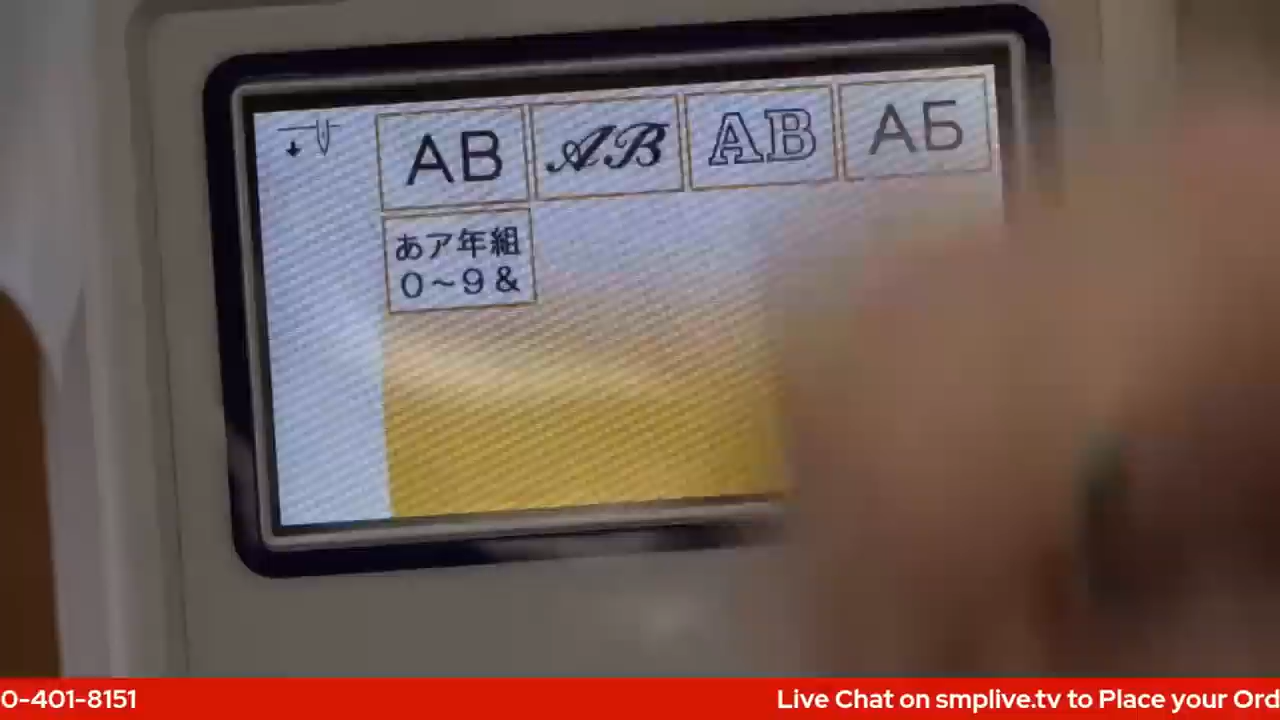 AB
AB
AB
АБ
あア年組
0~9&
0-401-8151
Live Chat on smplive.tv to Place your Ord